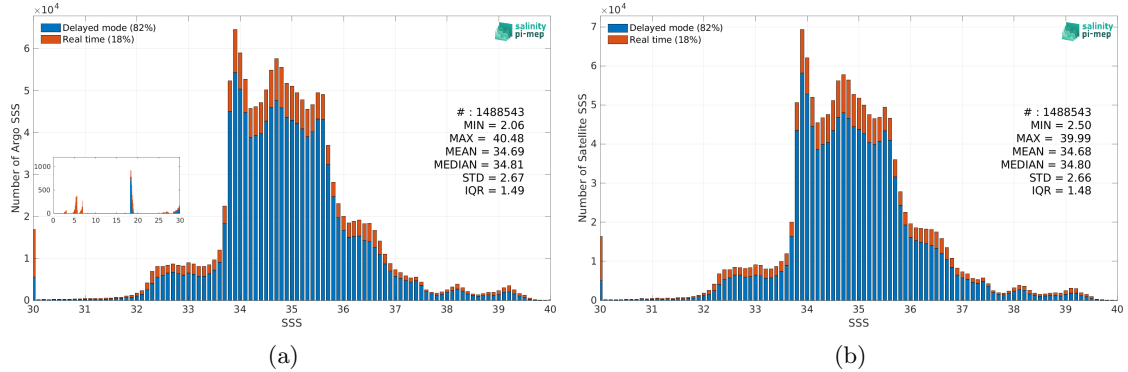 ×10⁴
Delayed mode (82%)
Real time (18%)
salinity
pi-mep
# : 1488543
MIN = 2.06
MAX = 40.48
MEAN = 34.69
MEDIAN = 34.81
STD = 2.67
IQR = 1.49
Number of Argo SSS
0
1
2
3
4
5
6
1000
500
0
0 5 10 15 20 25 30
30 31 32 33 34 35 36 37 38 39 40
SSS
(a)
×10⁴
Delayed mode (82%)
Real time (18%)
salinity
pi-mep
# : 1488543
MIN = 2.50
MAX = 39.99
MEAN = 34.68
MEDIAN = 34.80
STD = 2.66
IQR = 1.48
Number of Satellite SSS
0
1
2
3
4
5
6
7
30 31 32 33 34 35 36 37 38 39 40
SSS
(b)